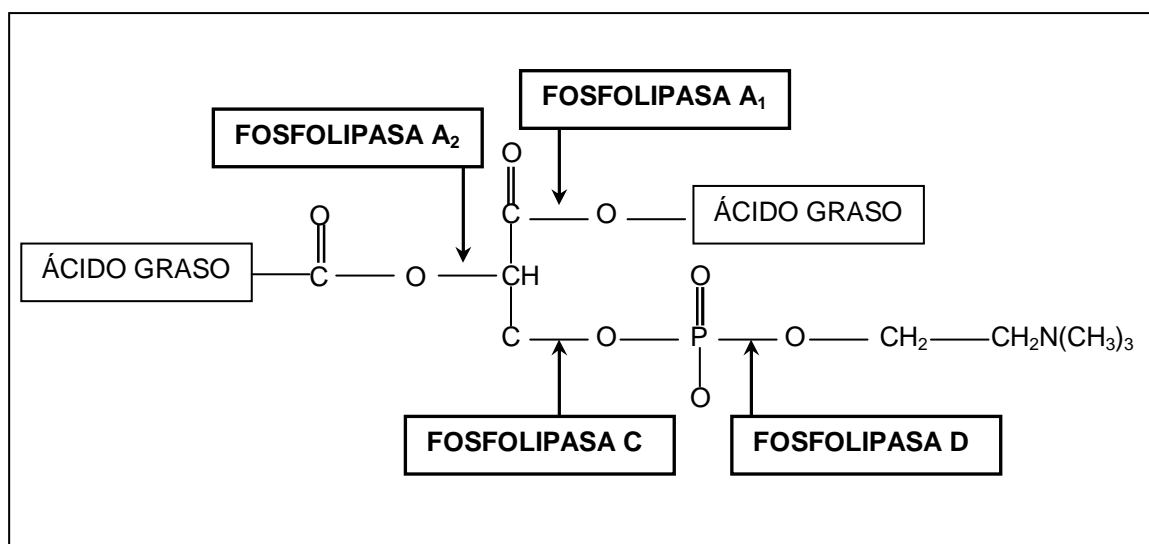 FOSFOLIPASA A₁
FOSFOLIPASA A₂
O
C O ÁCIDO GRASO
O
ÁCIDO GRASO C O CH
O
C O P O CH₂ CH₂N(CH₃)₃
O
FOSFOLIPASA C FOSFOLIPASA D